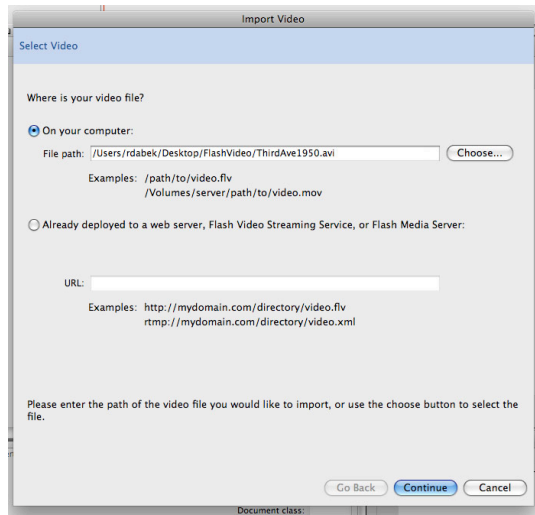 Import Video
Select Video
Where is your video file?
On your computer:
File path: /Users/rdabek/Desktop/FlashVideo/ThirdAve1950.avi Choose...
Examples: /path/to/video.flv
/Volumes/server/path/to/video.mov
Already deployed to a web server, Flash Video Streaming Service, or Flash Media Server:
URL:
Examples: http://mydomain.com/directory/video.flv
rtmp://mydomain.com/directory/video.xml
Please enter the path of the video file you would like to import, or use the choose button to select the
file.
Go Back Continue Cancel
Document class: